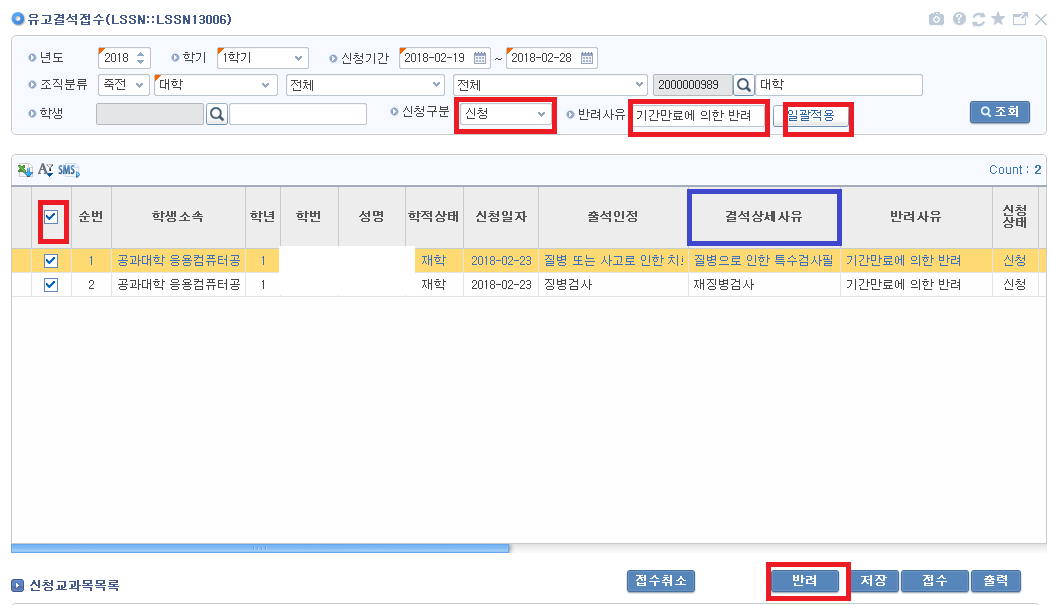 유고결석접수(LSSN::LSSN13006)
년도 2018 학기 1학기 신청기간 2018-02-19 ~ 2018-02-28
조직분류 죽전 대학 전체 전체 2000000989 대학
학생 신청구분 신청 반려사유 기간만료에 의한 반려 일괄적용 조회
SMS Count : 2
순번 학생소속 학년 학번 성명 학적상태 신청일자 출석인정 결석상세사유 반려사유 신청상태
1 공과대학 응용컴퓨터공 1 재학 2018-02-23 질병 또는 사고로 인한 치료 질병으로 인한 특수검사필 기간만료에 의한 반려 신청
2 공과대학 응용컴퓨터공 1 재학 2018-02-23 징병검사 재징병검사 기간만료에 의한 반려 신청
신청교과목목록 접수취소 반려 저장 접수 출력